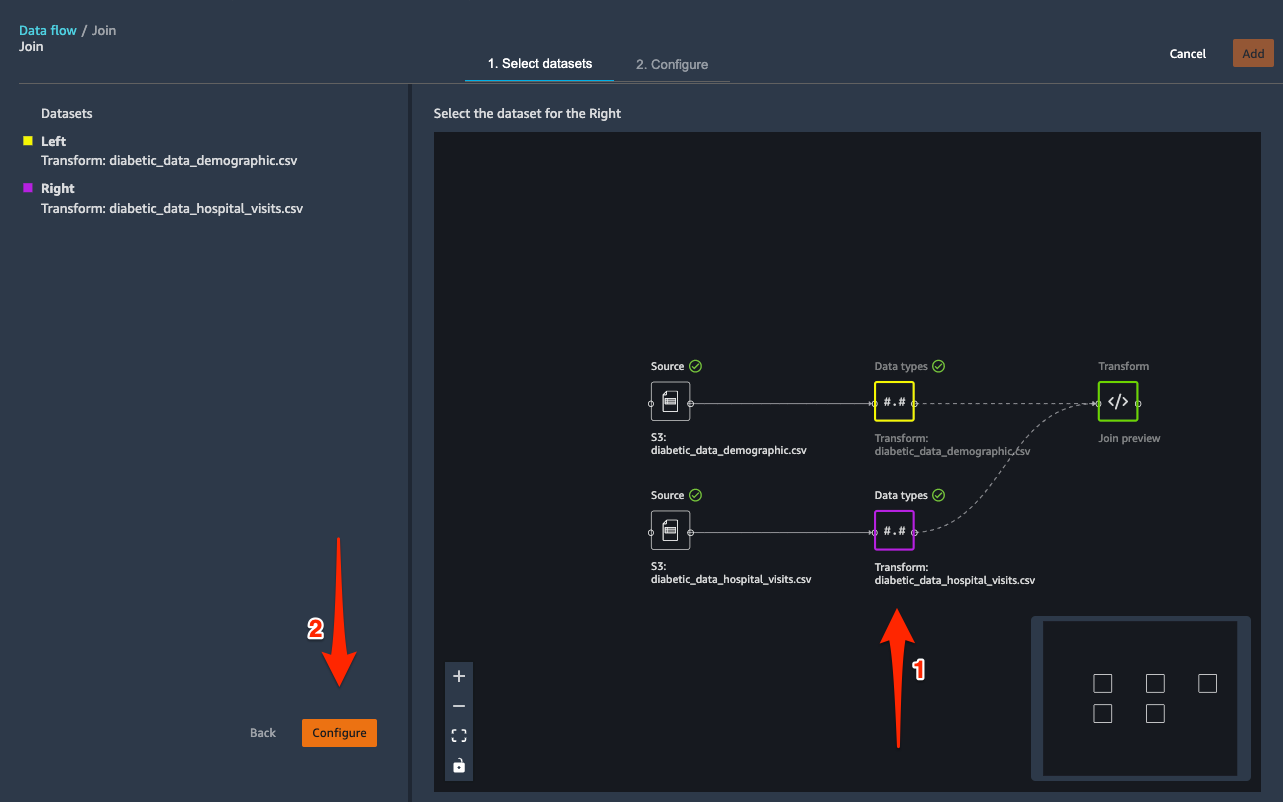 Data flow / Join
Join
1. Select datasets
2. Configure
Cancel
Add
Datasets
Left
Transform: diabetic_data_demographic.csv
Right
Transform: diabetic_data_hospital_visits.csv
Select the dataset for the Right
Source
Data types
Transform
#.#
</>
S3:
diabetic_data_demographic.csv
Transform:
diabetic_data_demographic.csv
Join preview
Source
Data types
#.#
S3:
diabetic_data_hospital_visits.csv
Transform:
diabetic_data_hospital_visits.csv
2
1
Back
Configure